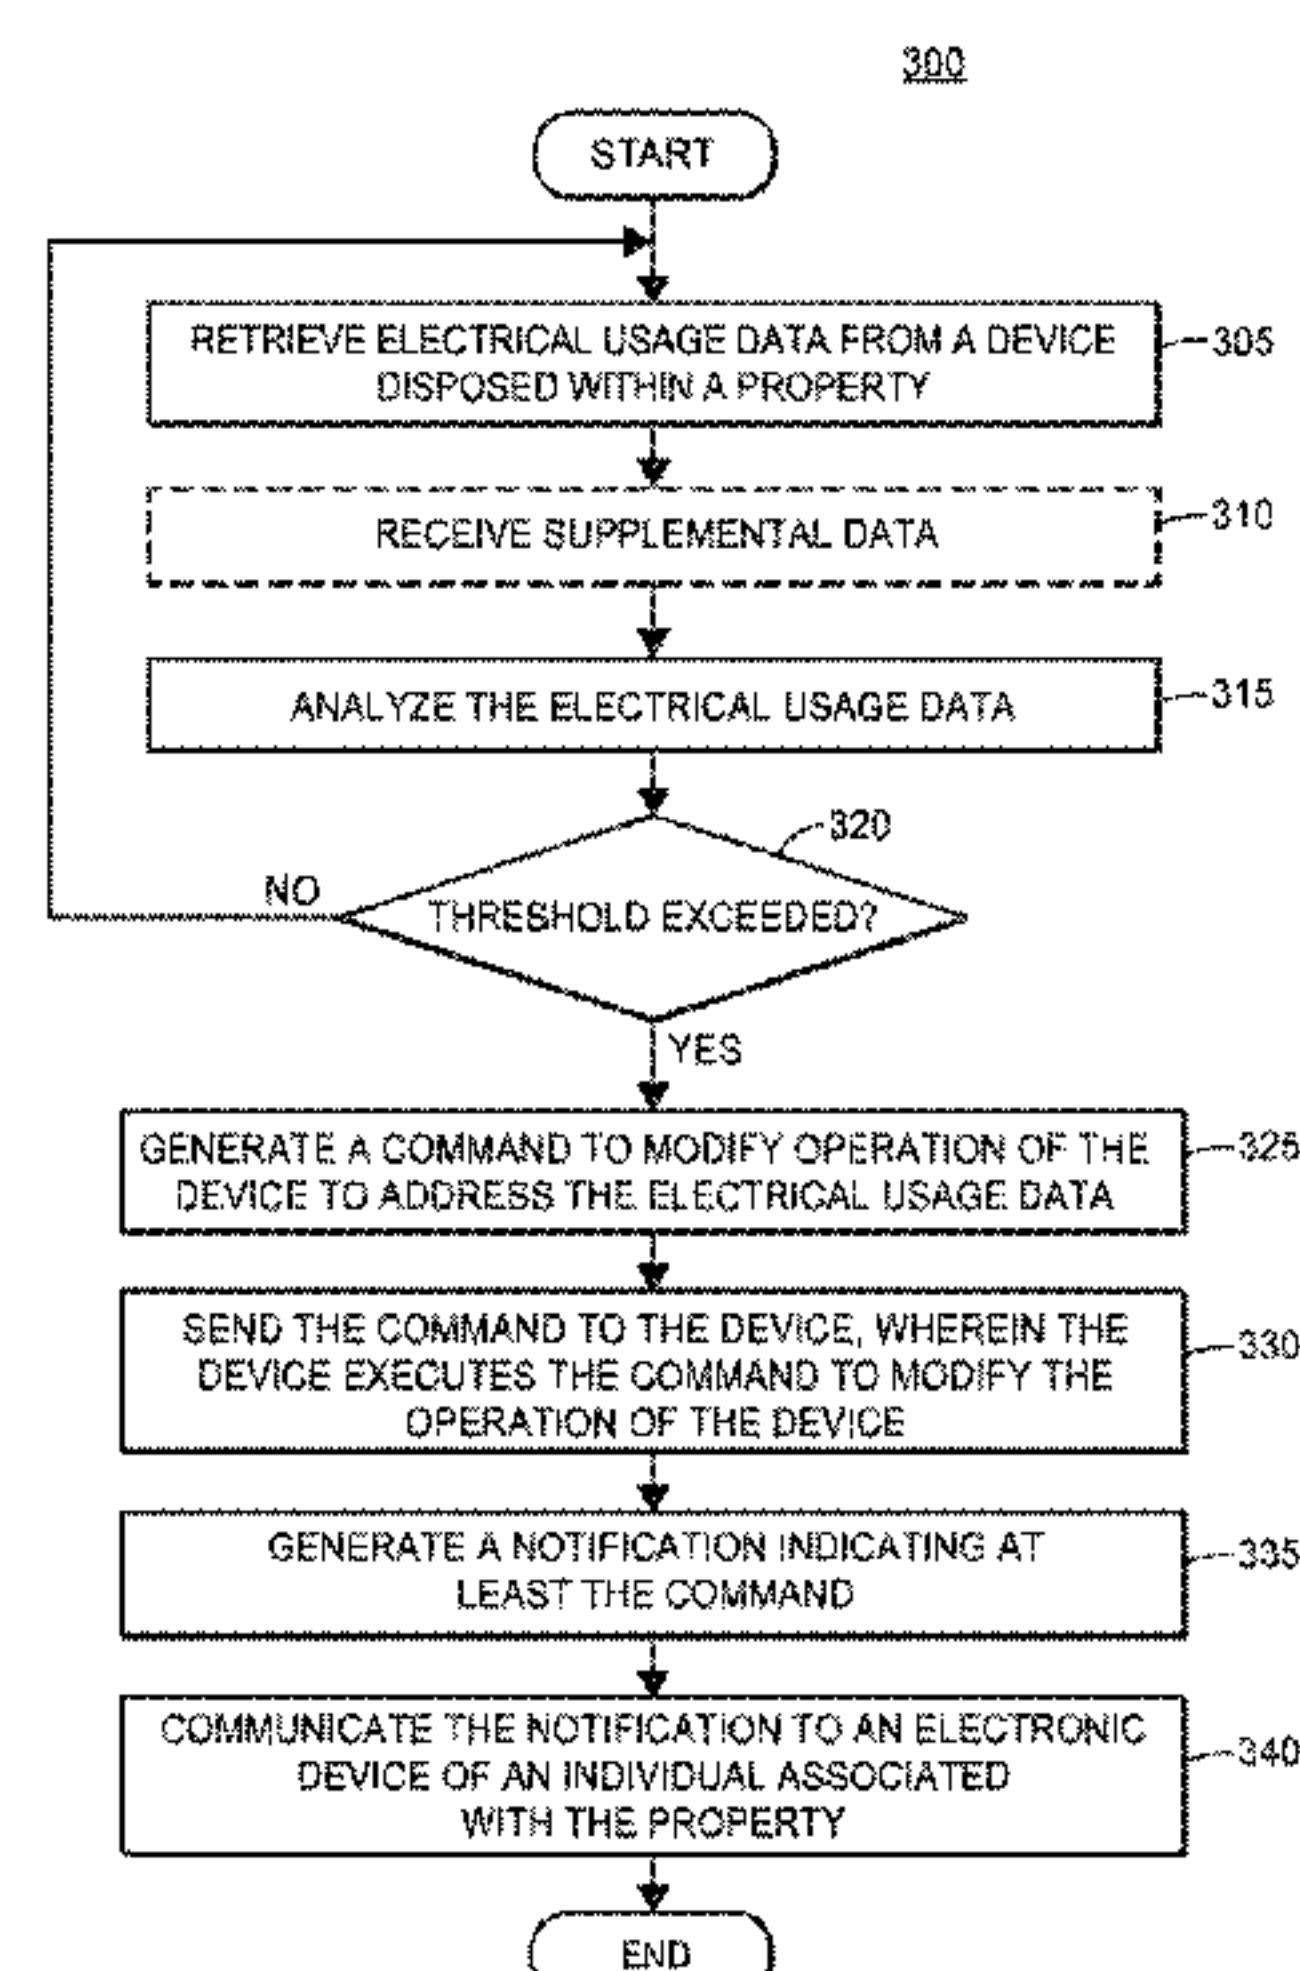 300
START
RETRIEVE ELECTRICAL USAGE DATA FROM A DEVICE
DISPOSED WITHIN A PROPERTY
305
RECEIVE SUPPLEMENTAL DATA
310
ANALYZE THE ELECTRICAL USAGE DATA
315
320
THRESHOLD EXCEEDED?
NO
YES
GENERATE A COMMAND TO MODIFY OPERATION OF THE
DEVICE TO ADDRESS THE ELECTRICAL USAGE DATA
325
SEND THE COMMAND TO THE DEVICE, WHEREIN THE
DEVICE EXECUTES THE COMMAND TO MODIFY THE
OPERATION OF THE DEVICE
330
GENERATE A NOTIFICATION INDICATING AT
LEAST THE COMMAND
335
COMMUNICATE THE NOTIFICATION TO AN ELECTRONIC
DEVICE OF AN INDIVIDUAL ASSOCIATED
WITH THE PROPERTY
340
END